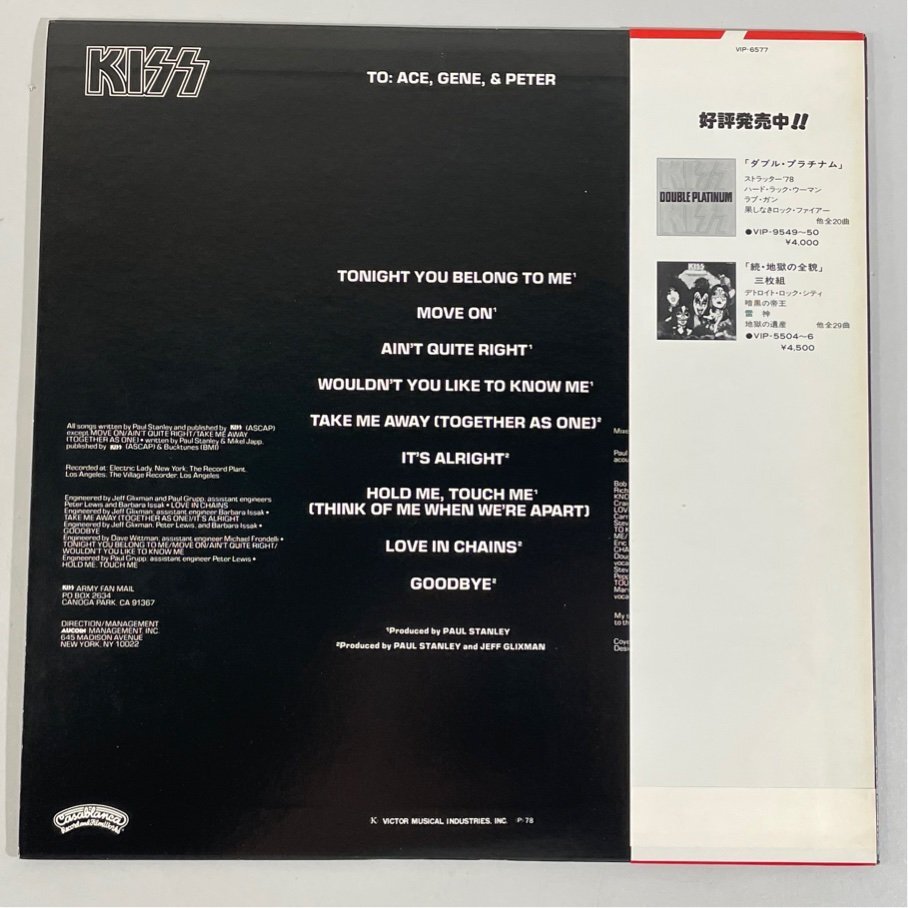 KISS
TO: ACE, GENE, & PETER
TONIGHT YOU BELONG TO ME¹
MOVE ON¹
AIN'T QUITE RIGHT¹
WOULDN'T YOU LIKE TO KNOW ME¹
TAKE ME AWAY (TOGETHER AS ONE)²
IT'S ALRIGHT²
HOLD ME, TOUCH ME¹
(THINK OF ME WHEN WE'RE APART)
LOVE IN CHAINS²
GOODBYE²
¹Produced by PAUL STANLEY
²Produced by PAUL STANLEY and JEFF GLIXMAN
All songs written by Paul Stanley and published by KISS (ASCAP)
except MOVE ON/AIN'T QUITE RIGHT/TAKE ME AWAY
(TOGETHER AS ONE) • written by Paul Stanley & Mikel Japp,
published by KISS (ASCAP) & Bucktunes (BMI)
Recorded at: Electric Lady, New York; The Record Plant,
Los Angeles; The Village Recorder, Los Angeles
Engineered by Jeff Glixman and Paul Grupp, assistant engineers
Peter Lewis and Barbara Issak • LOVE IN CHAINS
Engineered by Jeff Glixman, assistant engineer Barbara Issak •
TAKE ME AWAY (TOGETHER AS ONE)/IT'S ALRIGHT
Engineered by Jeff Glixman, Peter Lewis, and Barbara Issak •
GOODBYE
Engineered by Dave Wittman, assistant engineer Michael Frondelli •
TONIGHT YOU BELONG TO ME/MOVE ON/AIN'T QUITE RIGHT/
WOULDN'T YOU LIKE TO KNOW ME
Engineered by Paul Grupp, assistant engineer Peter Lewis •
HOLD ME, TOUCH ME
KISS ARMY FAN MAIL
PO BOX 2634
CANOGA PARK, CA 91367
DIRECTION/MANAGEMENT
AUCOIN MANAGEMENT, INC.
645 MADISON AVENUE
NEW YORK, NY 10022
Casablanca
Record and FilmWorks
K VICTOR MUSICAL INDUSTRIES, INC. P-78
VIP-6577
好評発売中!!
DOUBLE PLATINUM
「ダブル・プラチナム」
ストラッター'78
ハード・ラック・ウーマン
ラブ・ガン
果しなきロック・ファイアー
他全20曲
●VIP-9549〜50
¥4,000
KISS
「続・地獄の全貌」
三枚組
デトロイト・ロック・シティ
暗黒の帝王
雷 神
地獄の遺産 他全29曲
●VIP-5504〜6
¥4,500